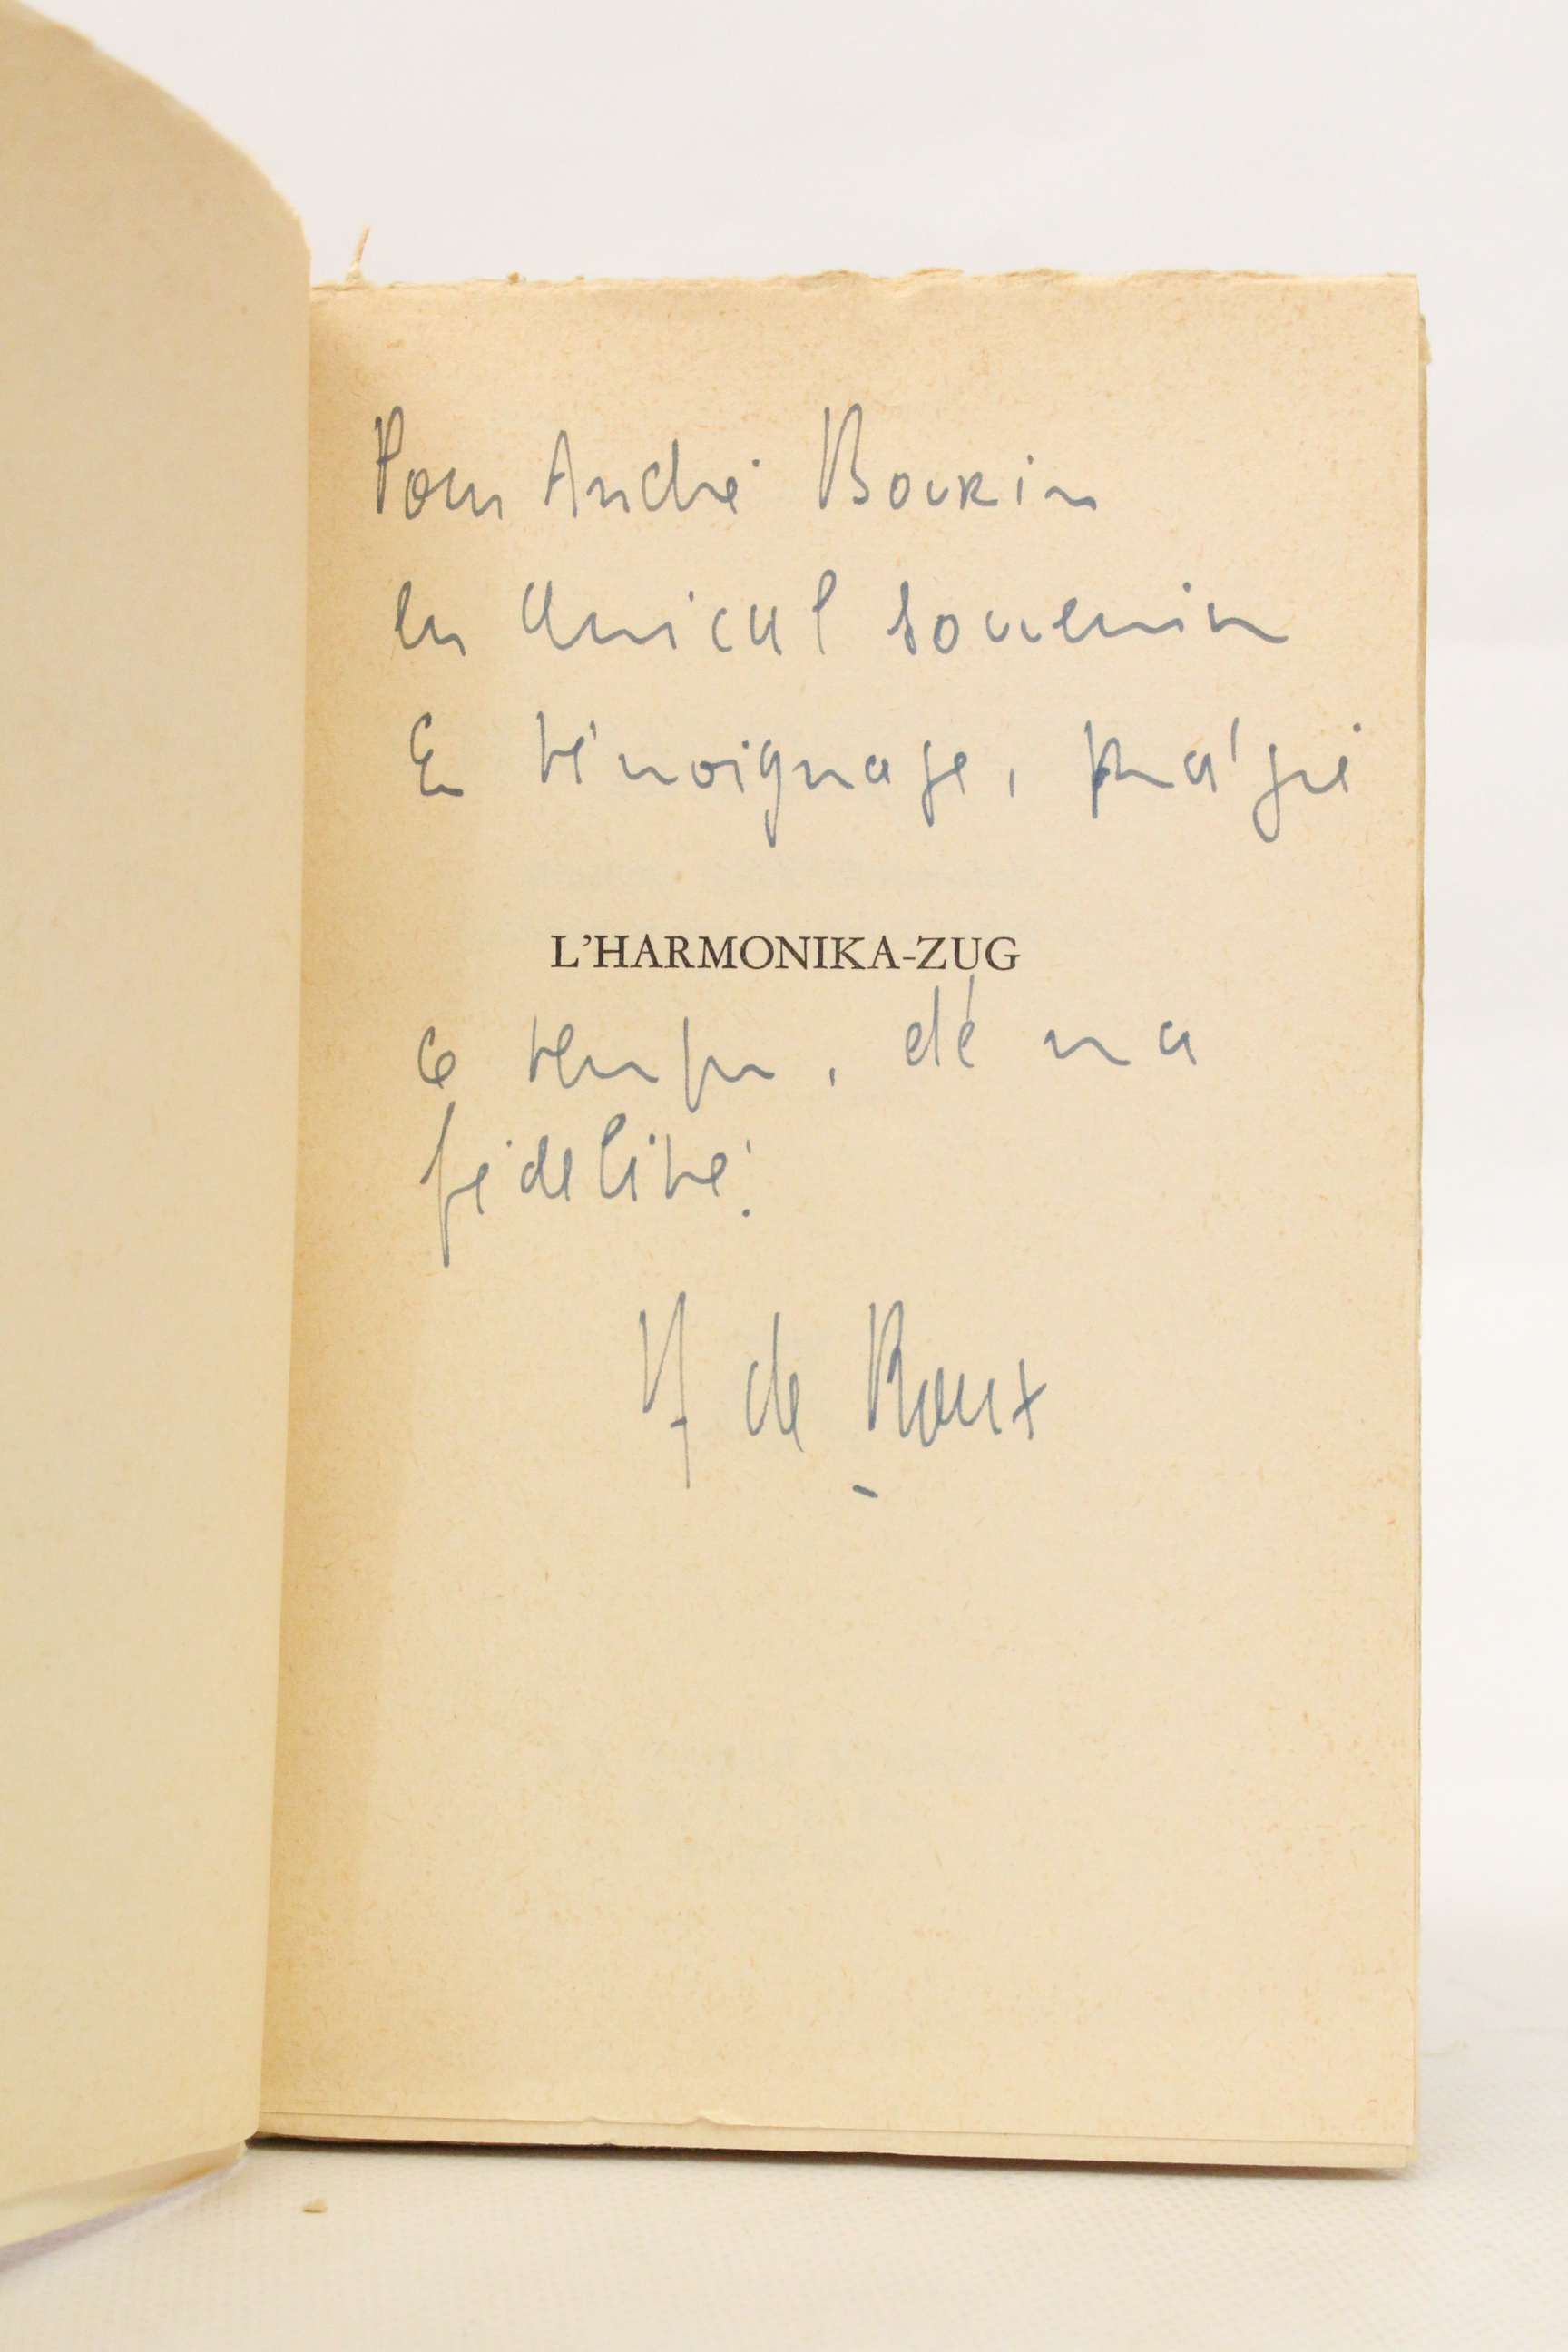 Pour André Bourin
en amical souvenir
en témoignage, malgré
L'HARMONIKA-ZUG
le temps, de ma
fidélité.
de Roux